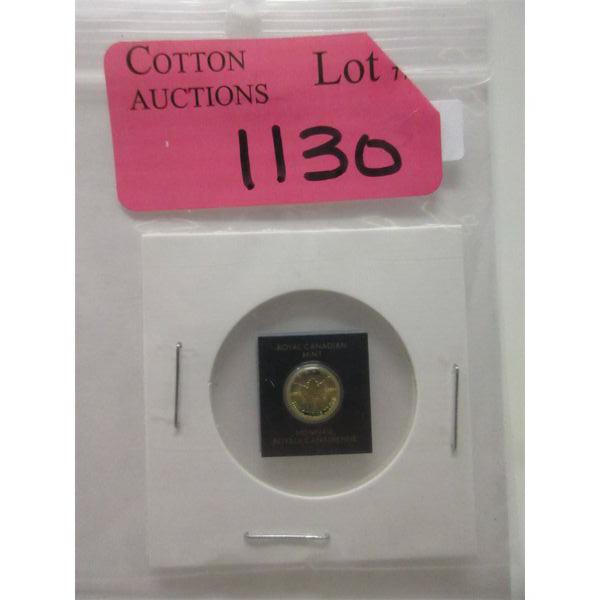 COTTON
AUCTIONS
Lot
1130
ROYAL CANADIAN
MINT
MONNAIE
ROYALE CANADIENNE